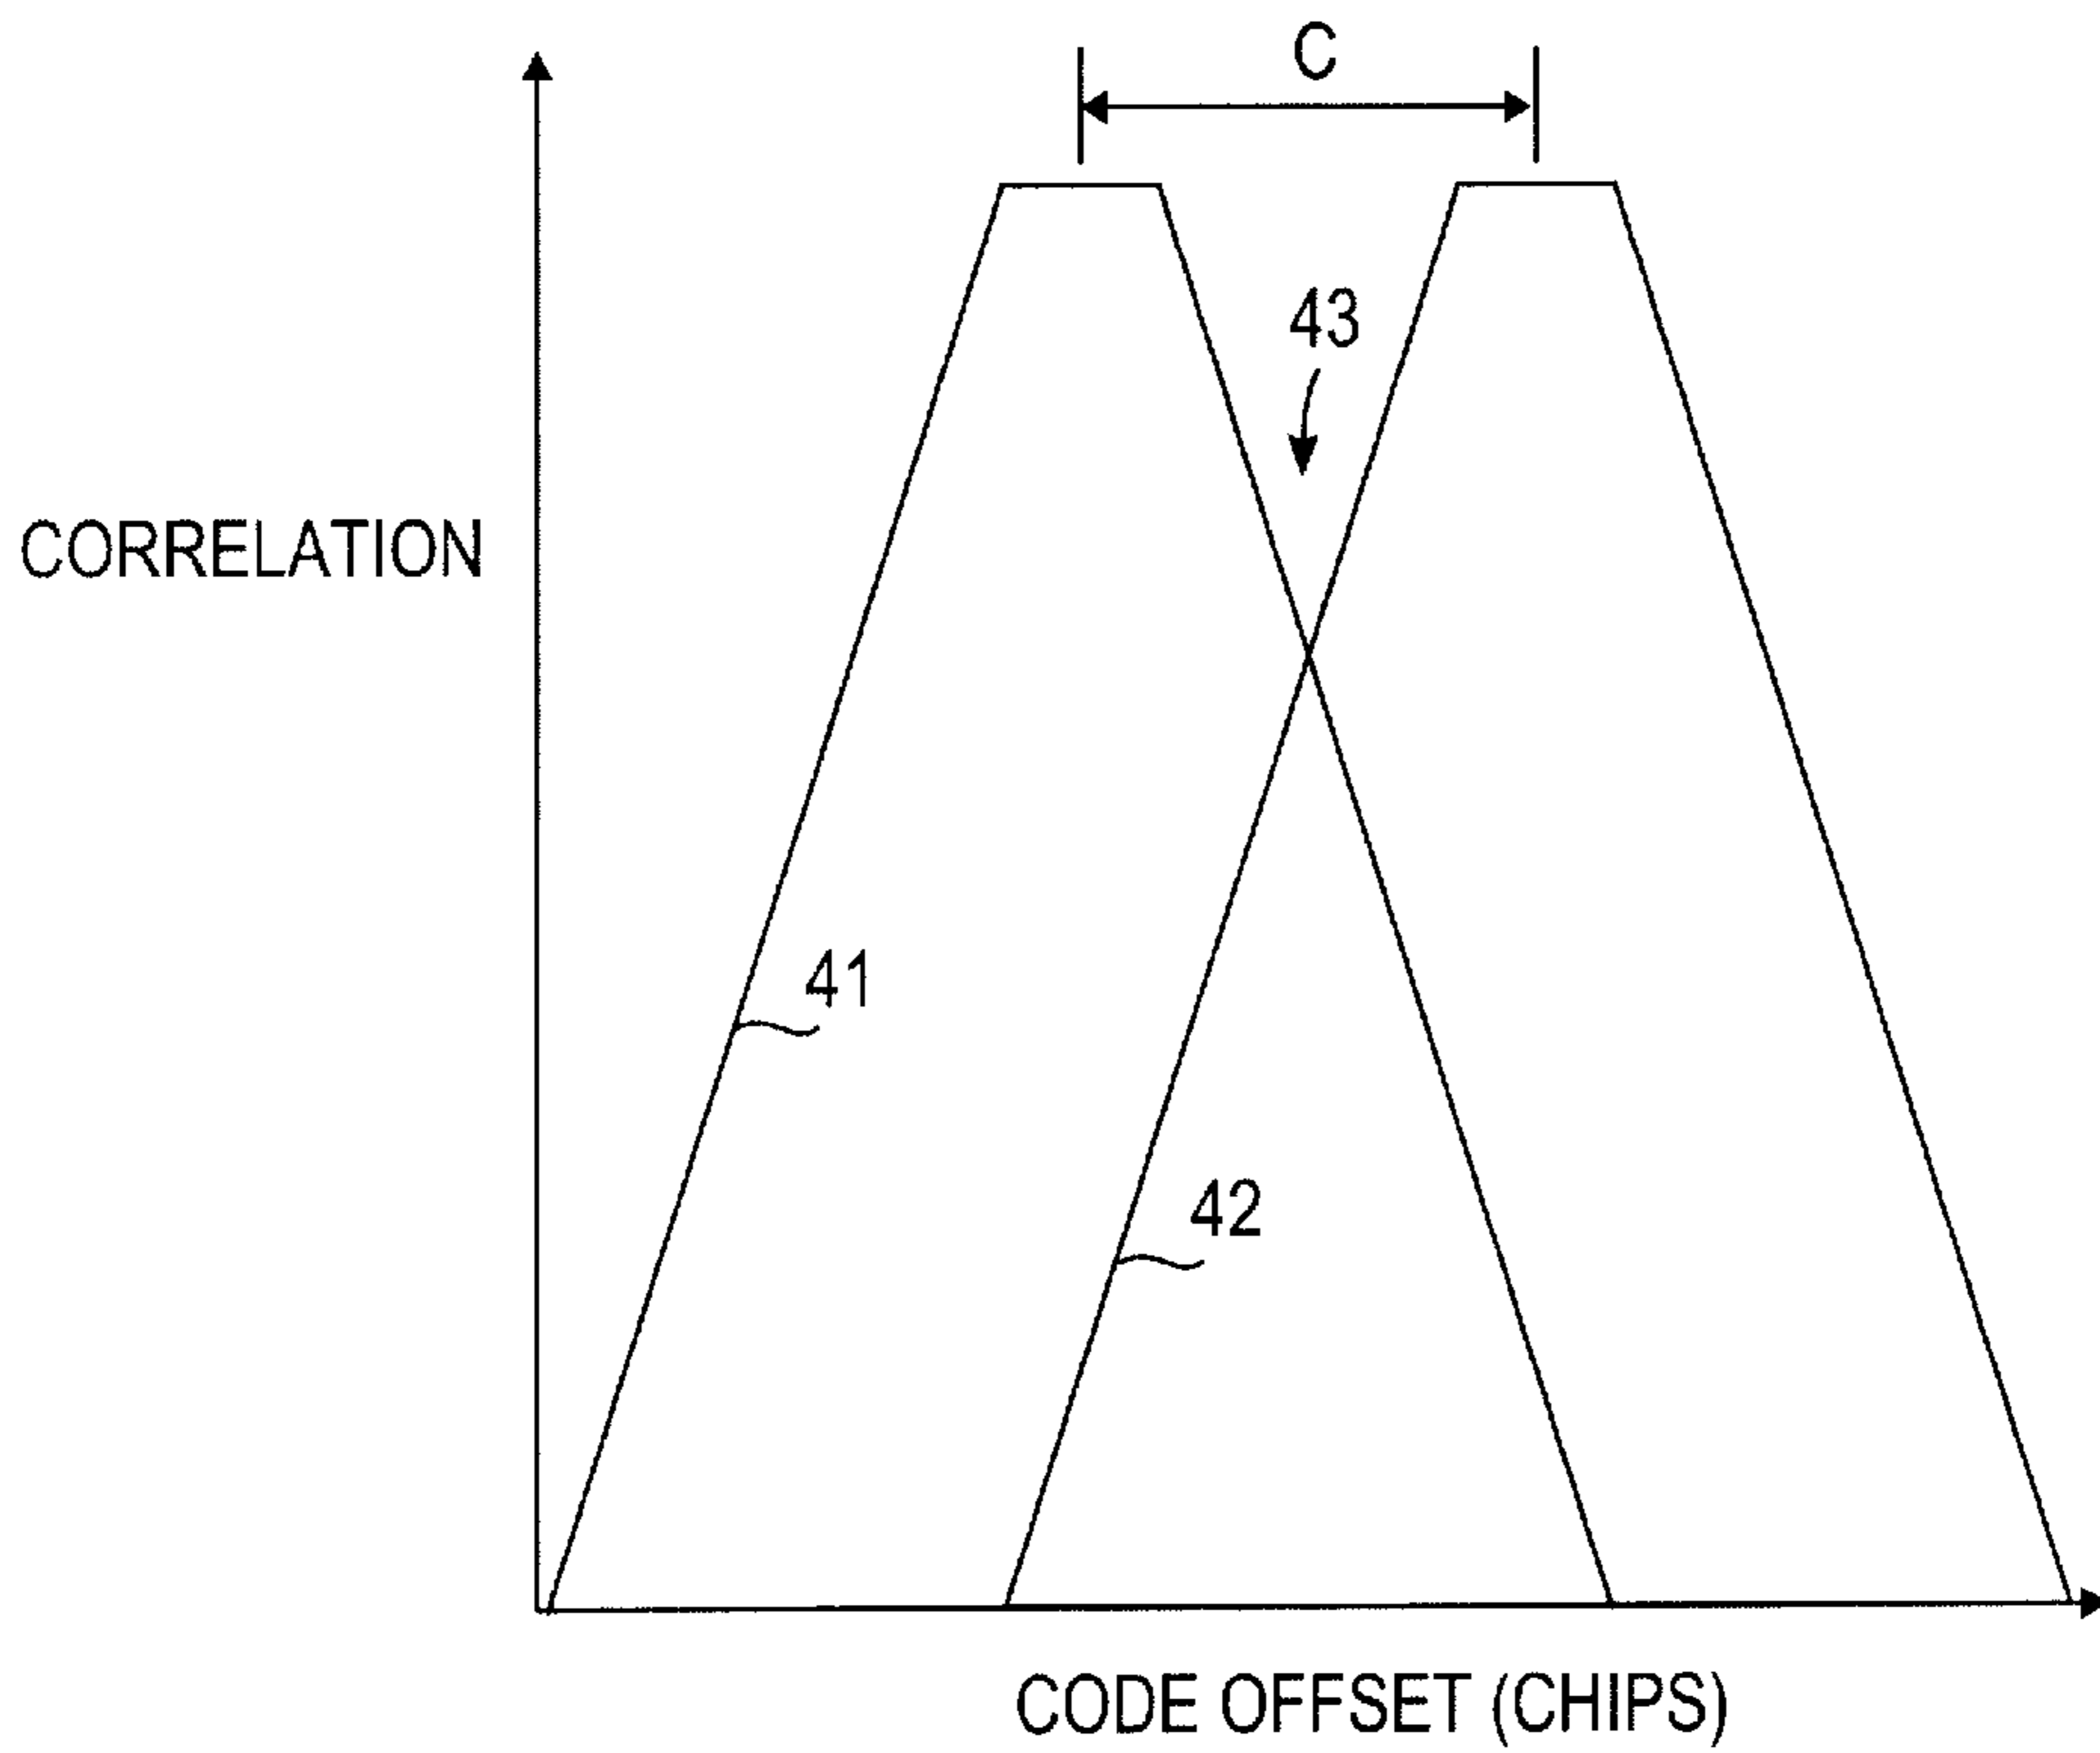 C
43
CORRELATION
41
42
CODE OFFSET (CHIPS)